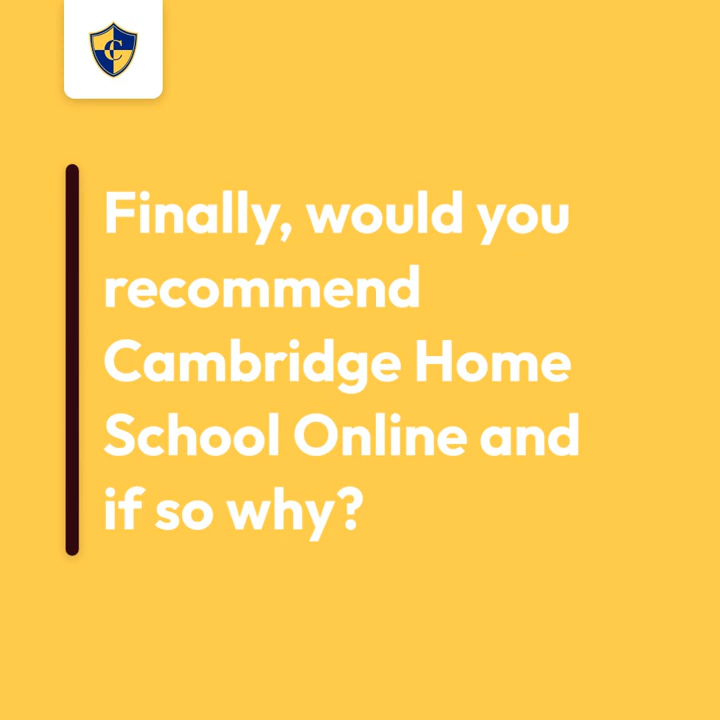 C
Finally, would you
recommend
Cambridge Home
School Online and
if so why?